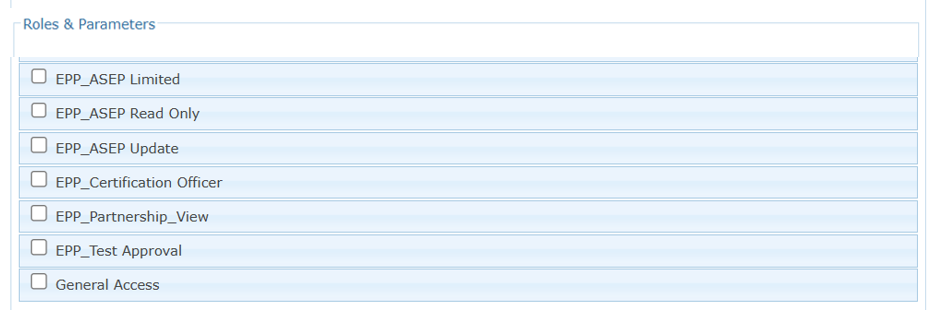 Roles & Parameters
EPP_ASEP Limited
EPP_ASEP Read Only
EPP_ASEP Update
EPP_Certification Officer
EPP_Partnership_View
EPP_Test Approval
General Access